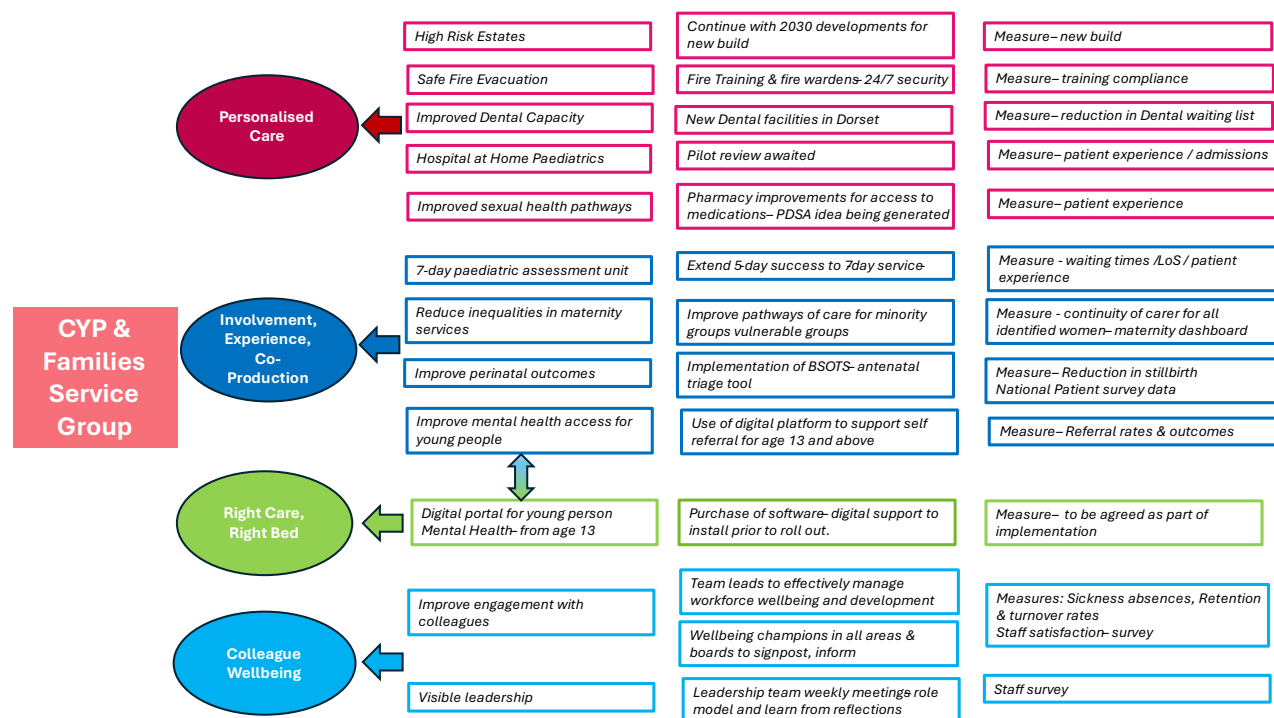 High Risk Estates
Continue with 2030 developments for
new build
Measure– new build
Personalised
Care
Safe Fire Evacuation
Fire Training & fire wardens– 24/7 security
Measure– training compliance
Improved Dental Capacity
New Dental facilities in Dorset
Measure– reduction in Dental waiting list
Hospital at Home Paediatrics
Pilot review awaited
Measure– patient experience / admissions
Improved sexual health pathways
Pharmacy improvements for access to
medications– PDSA idea being generated
Measure– patient experience
CYP &
Families
Service
Group
Involvement,
Experience,
Co-
Production
7-day paediatric assessment unit
Extend 5-day success to 7day service-
Measure - waiting times /LoS / patient
experience
Reduce inequalities in maternity
services
Improve pathways of care for minority
groups vulnerable groups
Measure - continuity of carer for all
identified women– maternity dashboard
Improve perinatal outcomes
Implementation of BSOTS– antenatal
triage tool
Measure– Reduction in stillbirth
National Patient survey data
Improve mental health access for
young people
Use of digital platform to support self
referral for age 13 and above
Measure– Referral rates & outcomes
Right Care,
Right Bed
Digital portal for young person
Mental Health– from age 13
Purchase of software– digital support to
install prior to roll out.
Measure– to be agreed as part of
implementation
Colleague
Wellbeing
Improve engagement with
colleagues
Team leads to effectively manage
workforce wellbeing and development
Wellbeing champions in all areas &
boards to signpost, inform
Measures: Sickness absences, Retention
& turnover rates
Staff satisfaction– survey
Visible leadership
Leadership team weekly meetings– role
model and learn from reflections
Staff survey